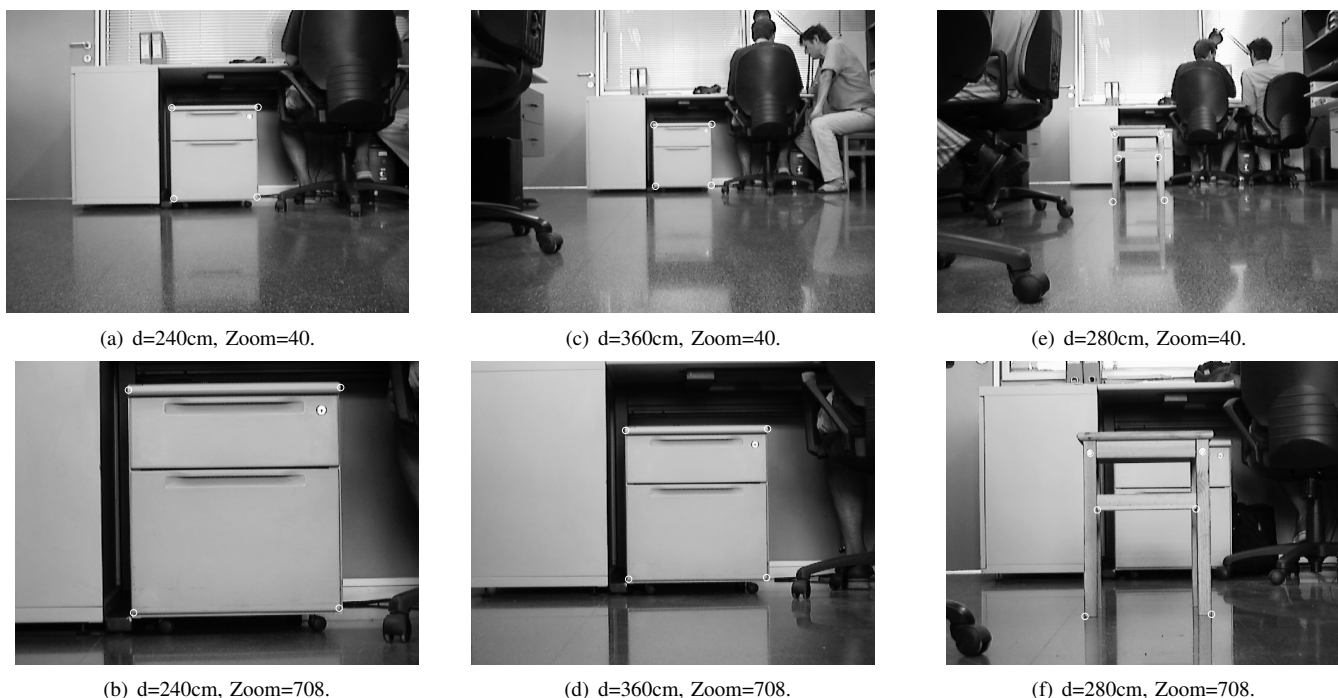 (a) d=240cm, Zoom=40.
(c) d=360cm, Zoom=40.
(e) d=280cm, Zoom=40.
(b) d=240cm, Zoom=708.
(d) d=360cm, Zoom=708.
(f) d=280cm, Zoom=708.